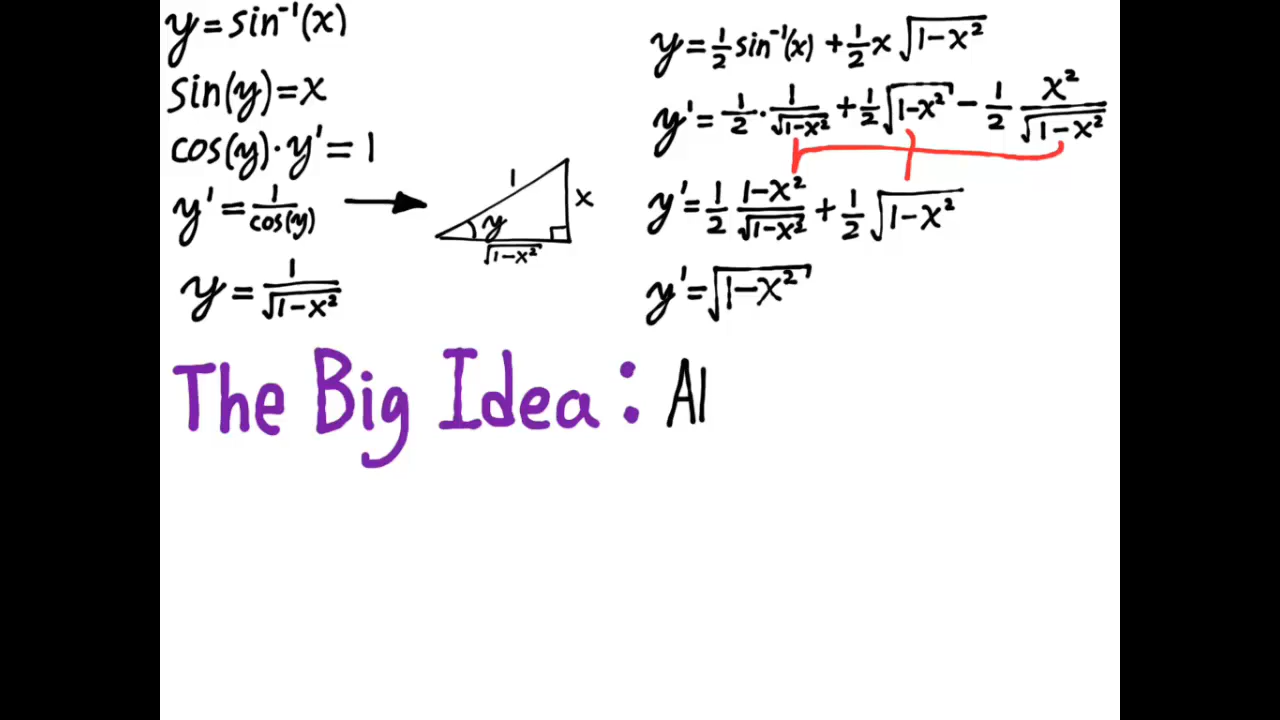 y = sin⁻¹(x)
sin(y) = x
cos(y) · y' = 1
y' = 1/cos(y)
y = 1/√(1-x²)
1
x
y
√(1-x²)
y = 1/2 sin⁻¹(x) + 1/2 x √(1-x²)
y' = 1/2 · 1/√(1-x²) + 1/2 √(1-x²) - 1/2 x²/√(1-x²)
y' = 1/2 (1-x²)/√(1-x²) + 1/2 √(1-x²)
y' = √(1-x²)
The Big Idea: Al